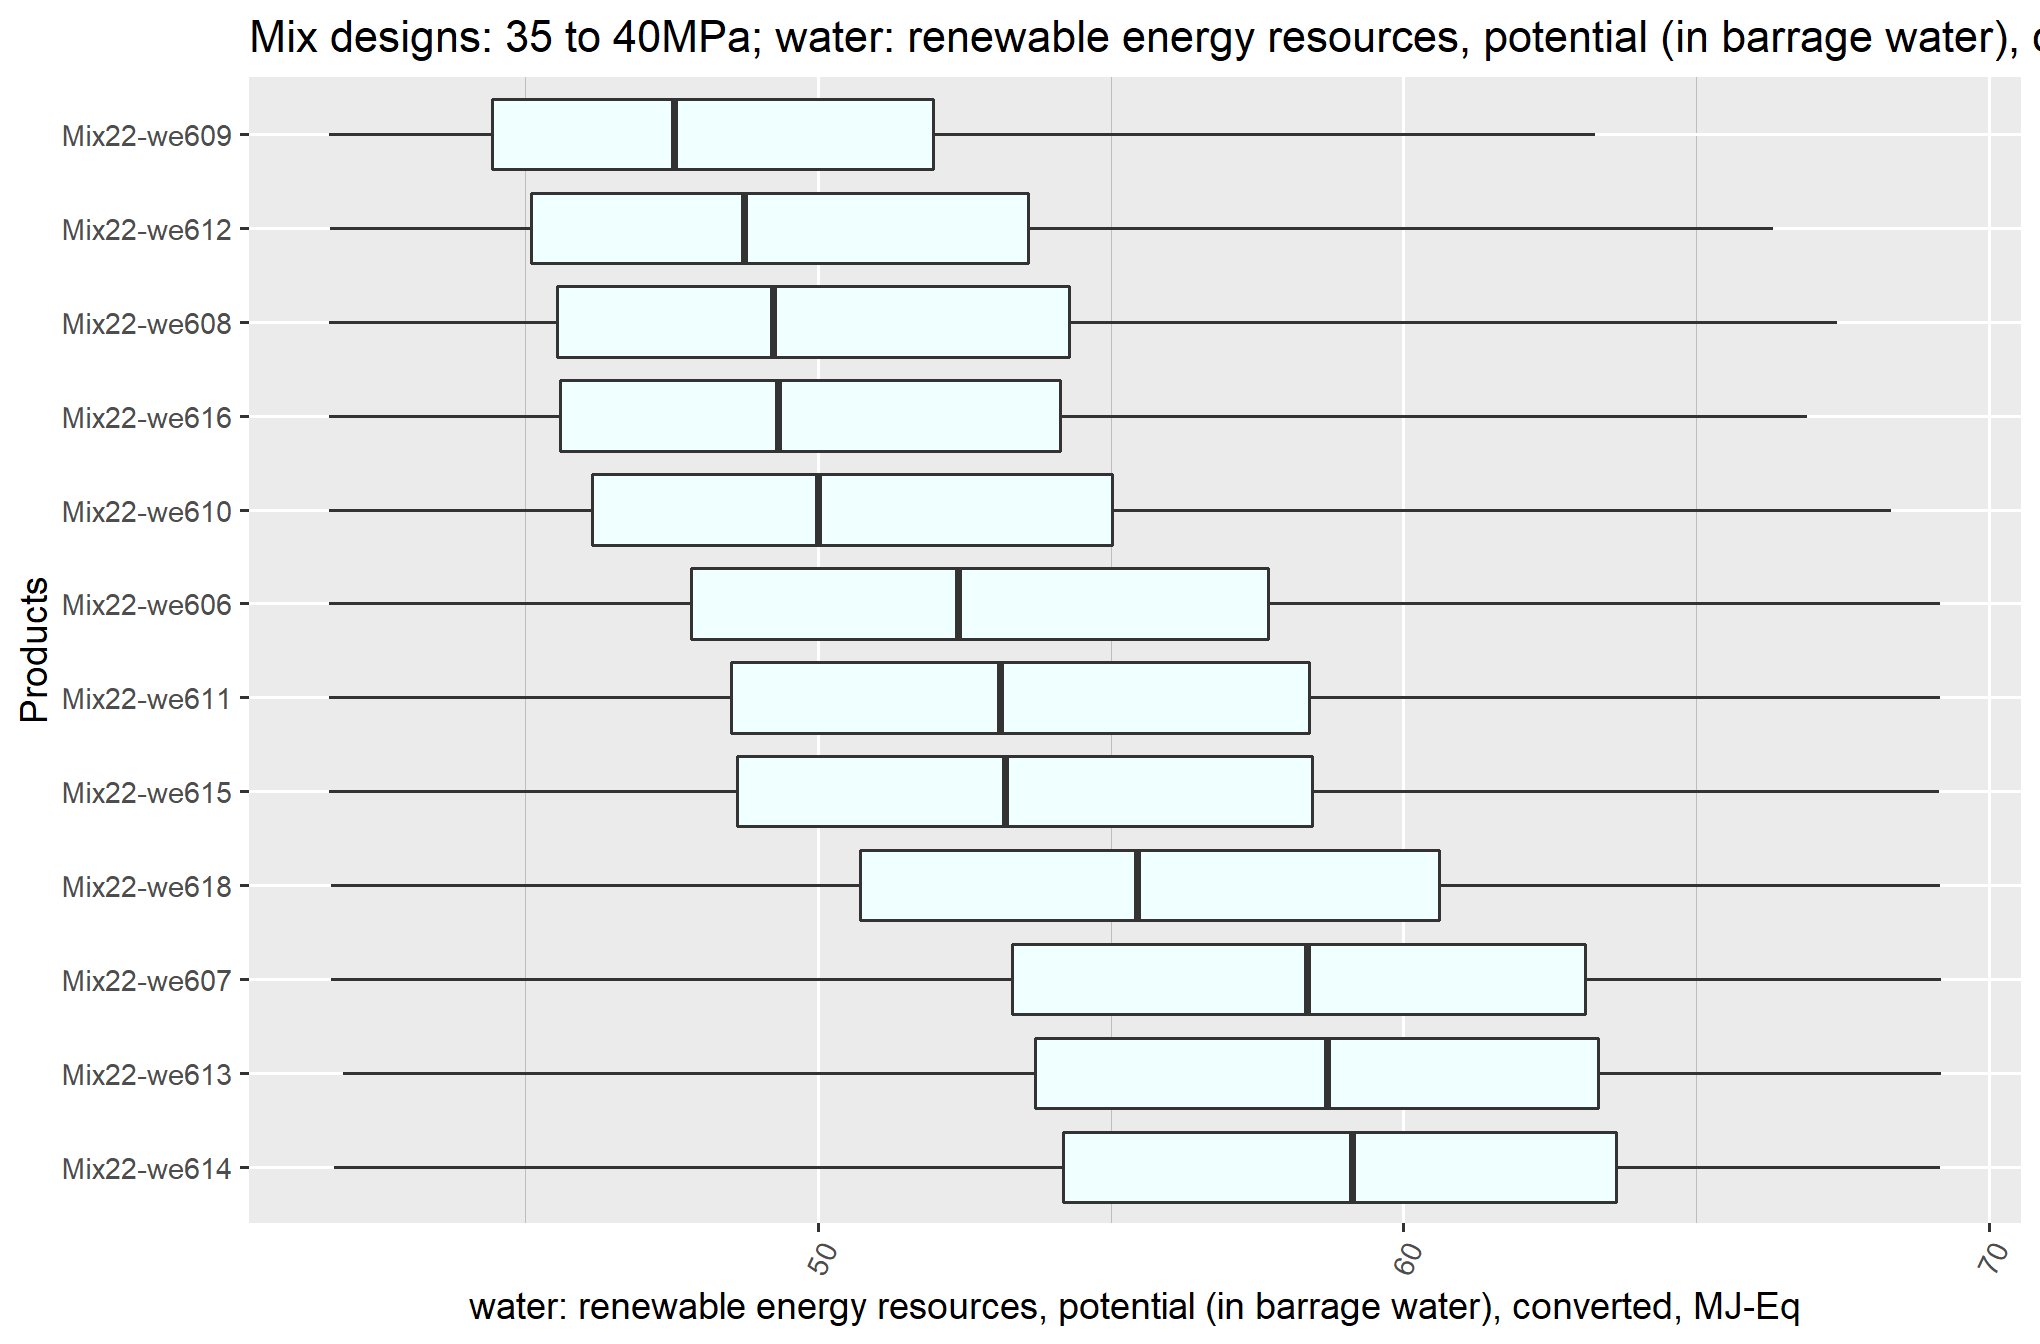 Mix designs: 35 to 40MPa; water: renewable energy resources, potential (in barrage water),
Mix22-we609
Mix22-we612
Mix22-we608
Mix22-we616
Mix22-we610
Mix22-we606
Mix22-we611
Mix22-we615
Mix22-we618
Mix22-we607
Mix22-we613
Mix22-we614
Products
50
60
70
water: renewable energy resources, potential (in barrage water), converted, MJ-Eq